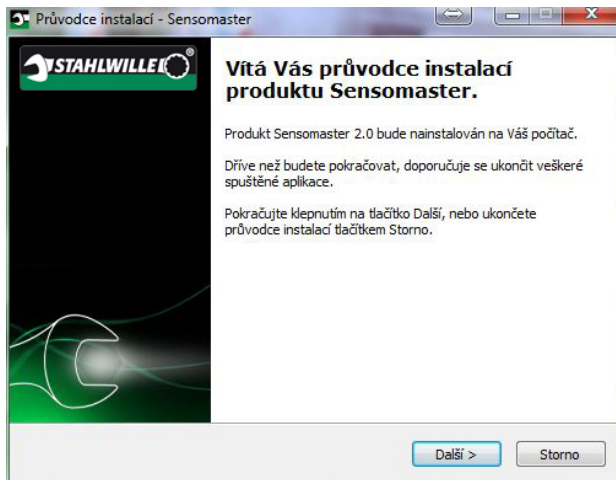 Průvodce instalací - Sensomaster
STAHLWILLE
Vítá Vás průvodce instalací
produktu Sensomaster.
Produkt Sensomaster 2.0 bude nainstalován na Váš počítač.
Dříve než budete pokračovat, doporučuje se ukončit veškeré
spuštěné aplikace.
Pokračujte klepnutím na tlačítko Další, nebo ukončete
průvodce instalací tlačítkem Storno.
Další >
Storno